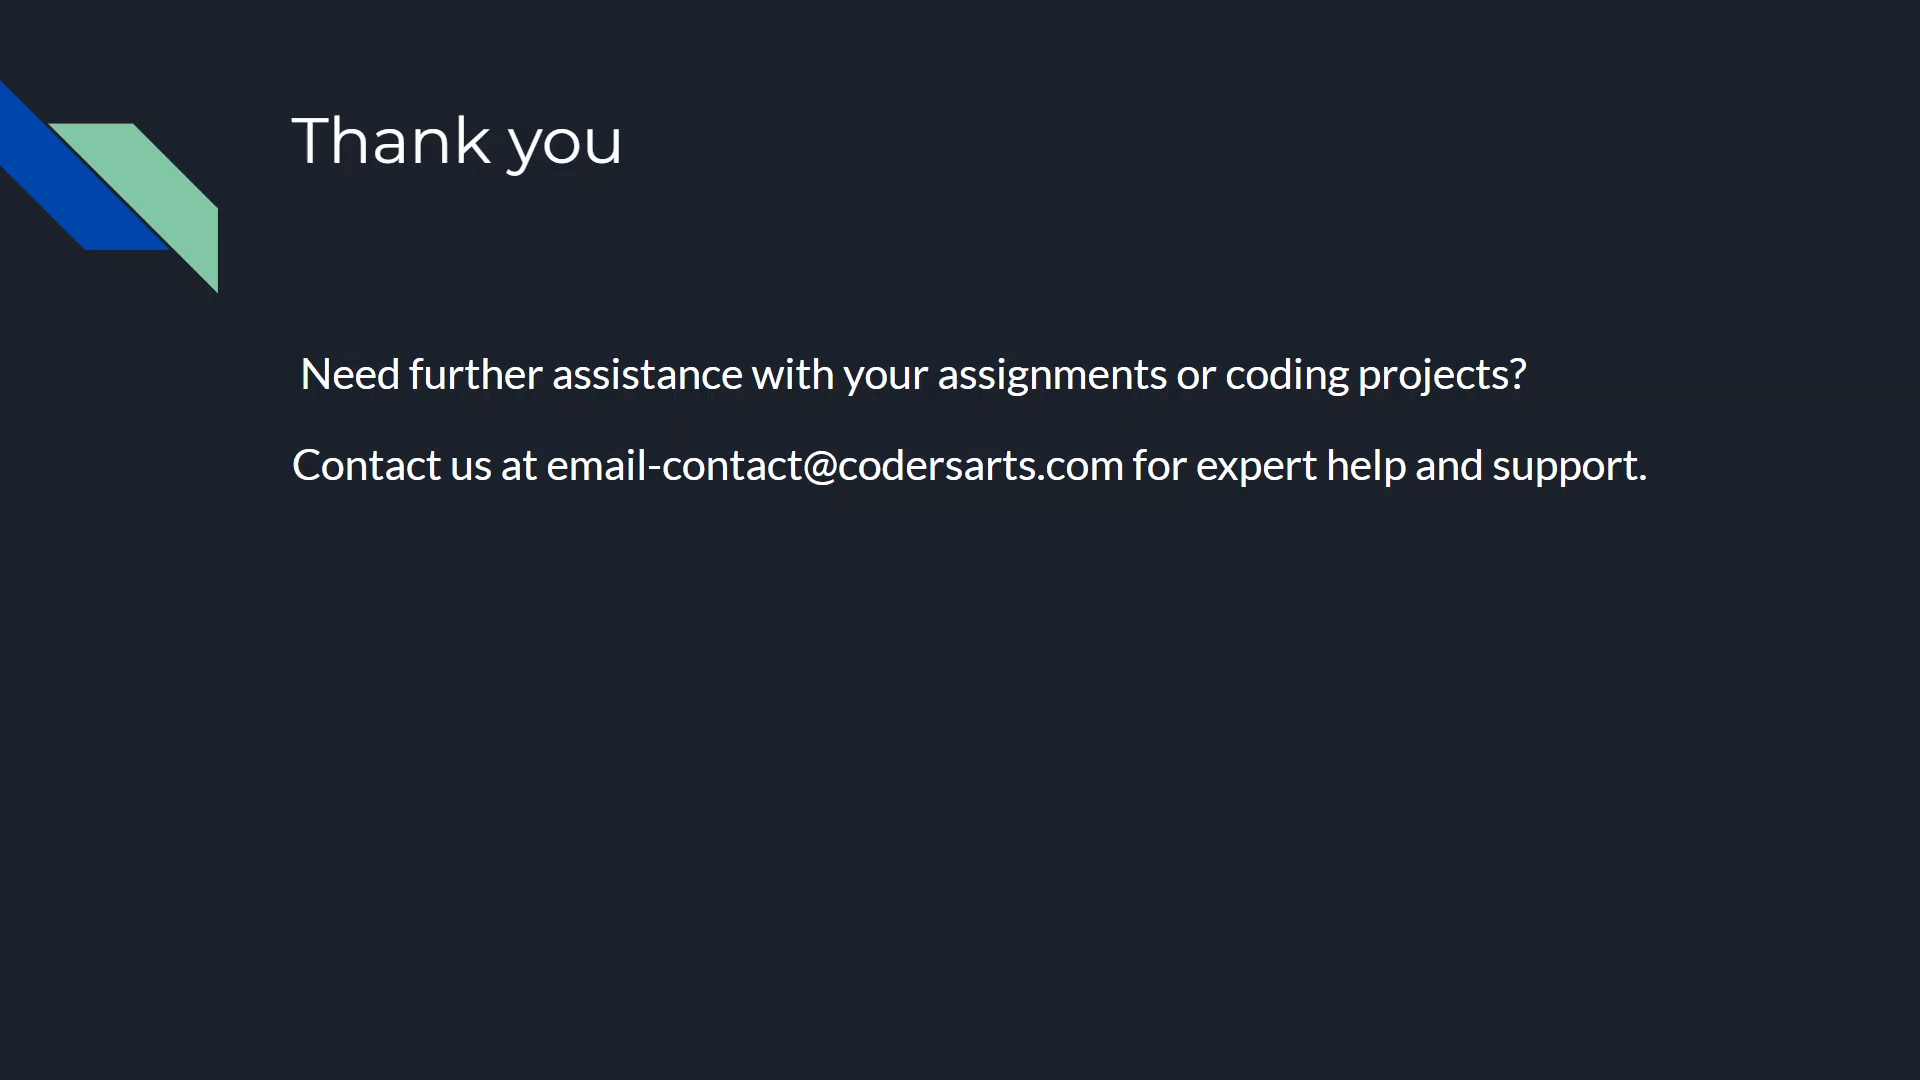 Thank you
Need further assistance with your assignments or coding projects?
Contact us at email-contact@codersarts.com for expert help and support.